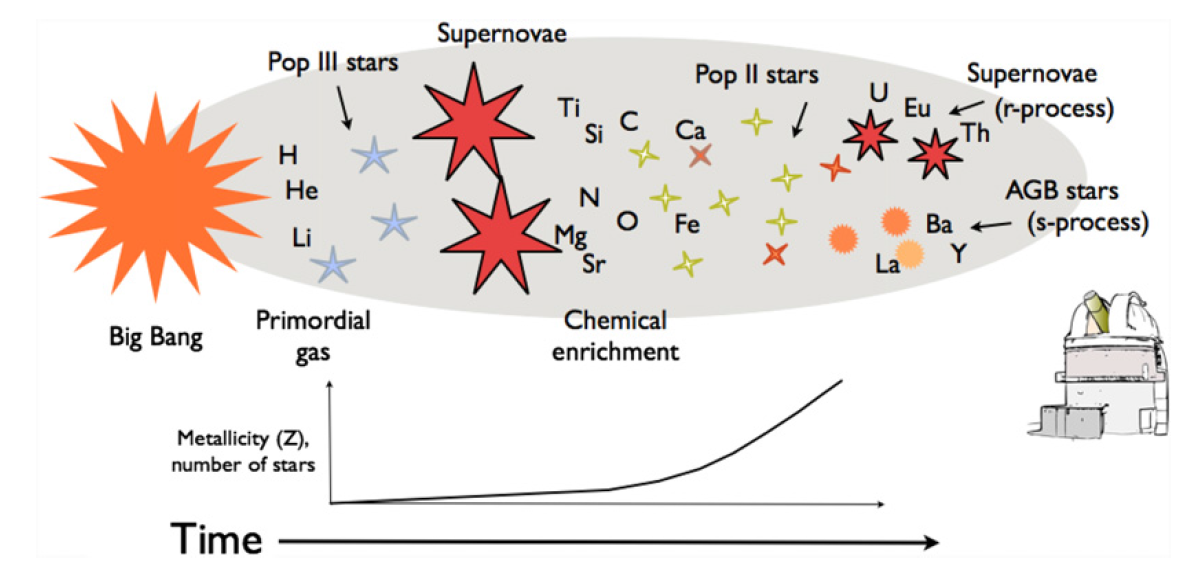 Supernovae
Pop III stars
Pop II stars
Supernovae
(r-process)
U
Eu
Th
Ti
Si
C
Ca
H
He
Li
N
O
Fe
Mg
Sr
AGB stars
(s-process)
Ba
La
Y
Big Bang
Primordial
gas
Chemical
enrichment
Metallicity (Z),
number of stars
Time